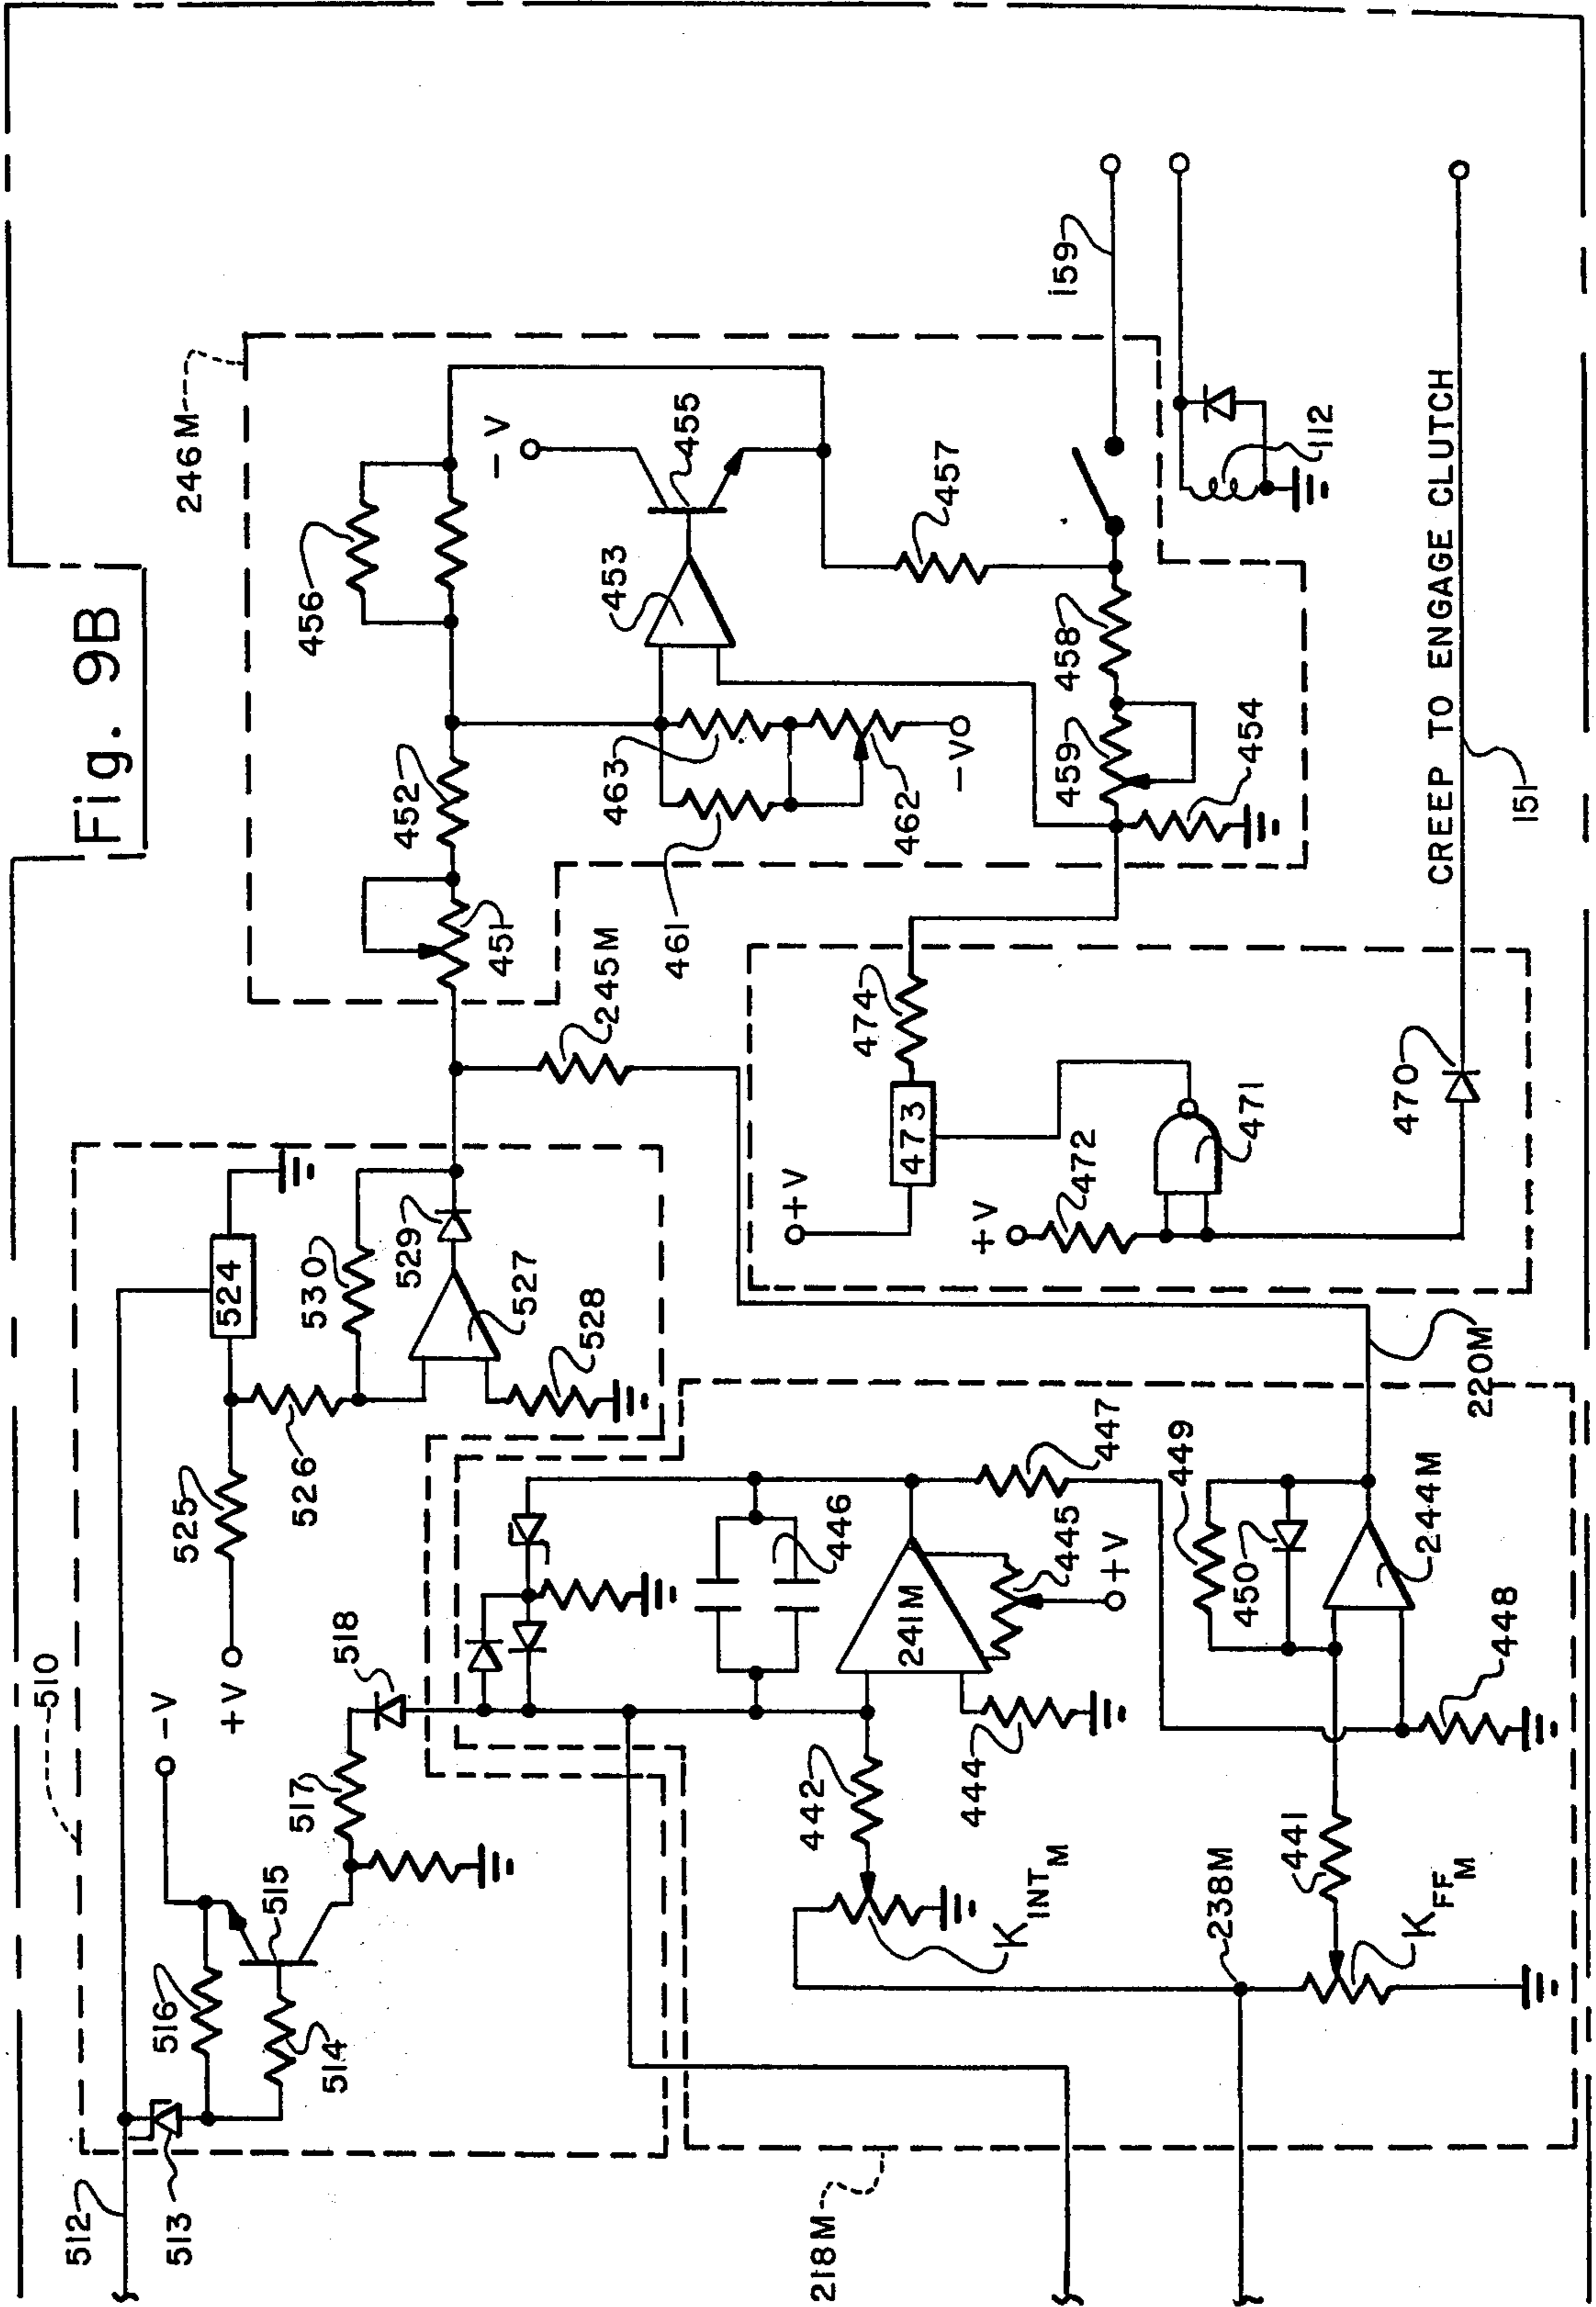 Fig. 9B
512
513
510
516
514
515
-V
+V
517
518
525
526
524
530
529
527
528
246M
456
452
451
245M
453
455
-V
463
461
462
-V
457
458
459
454
159
112
474
473
+V
+V
472
471
470
CREEP TO ENGAGE CLUTCH
151
218M
446
241M
447
445
+V
442
444
K INT M
238M
441
K FF M
449
450
244M
448
220M